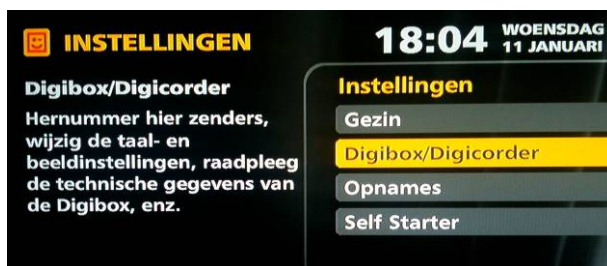 INSTELLINGEN
18:04
WOENSDAG
11 JANUARI
Digibox/Digicorder
Hernummer hier zenders,
wijzig de taal- en
beeldinstellingen, raadpleeg
de technische gegevens van
de Digibox, enz.
Instellingen
Gezin
Digibox/Digicorder
Opnames
Self Starter